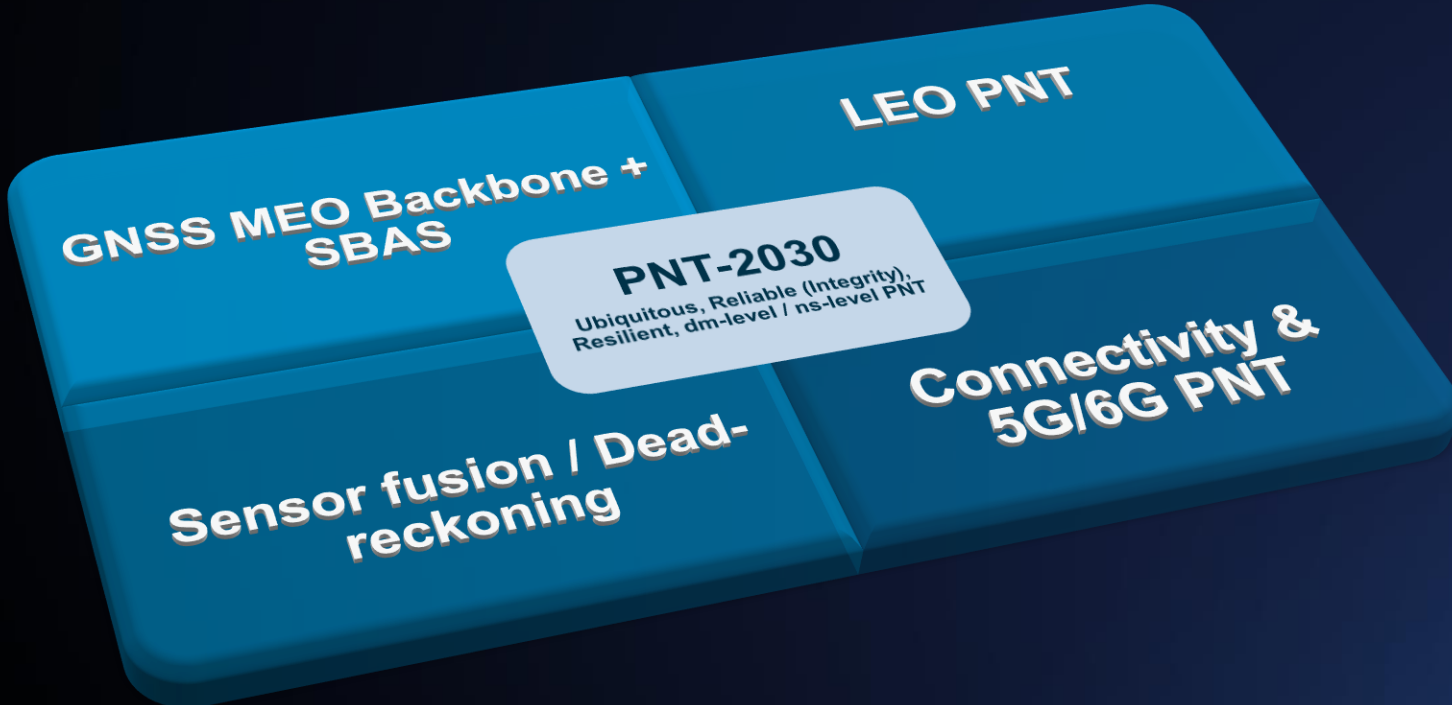 GNSS MEO Backbone +
SBAS
LEO PNT
PNT-2030
Ubiquitous, Reliable (Integrity),
Resilient, dm-level / ns-level PNT
Sensor fusion / Dead-
reckoning
Connectivity &
5G/6G PNT